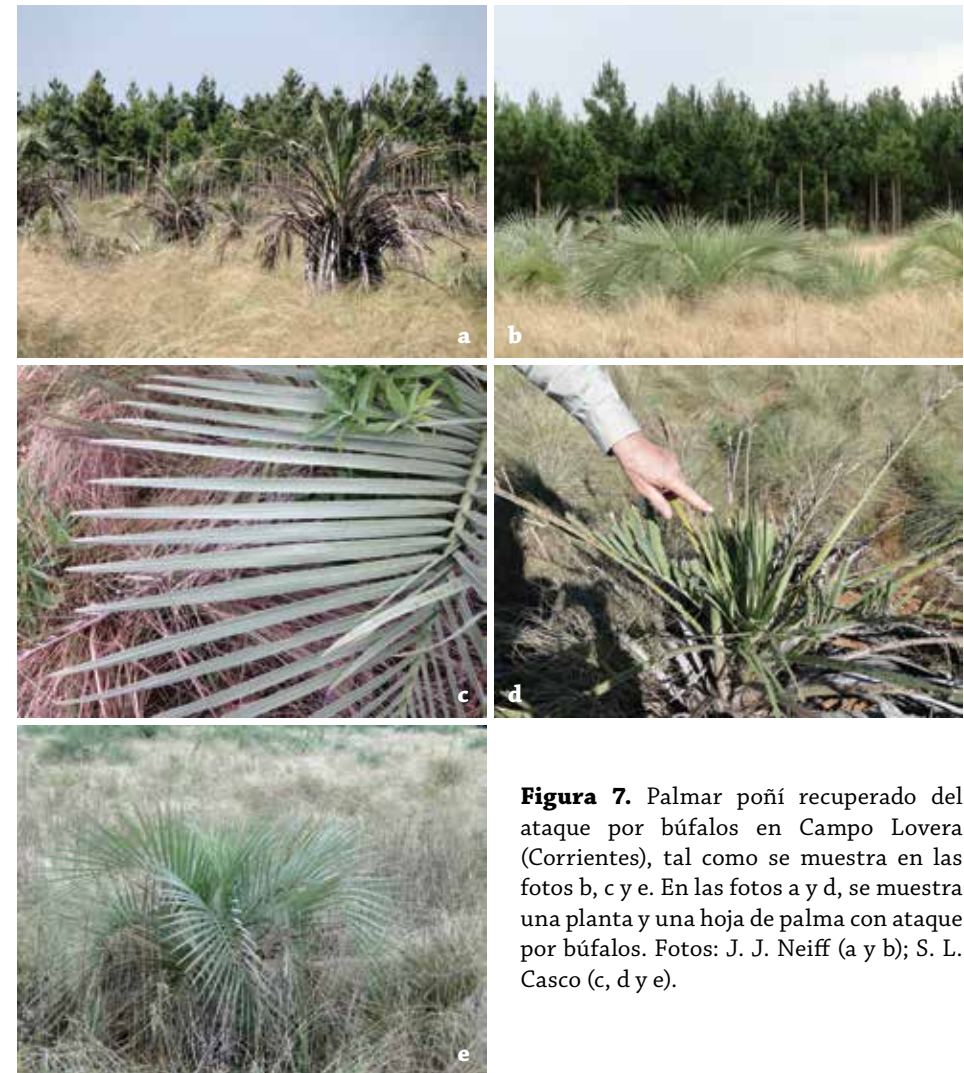 a
b
c
d
e
Figura 7. Palmar poñí recuperado del
ataque por búfalos en Campo Lovera
(Corrientes), tal como se muestra en las
fotos b, c y e. En las fotos a y d, se muestra
una planta y una hoja de palma con ataque
por búfalos. Fotos: J. J. Neiff (a y b); S. L.
Casco (c, d y e).